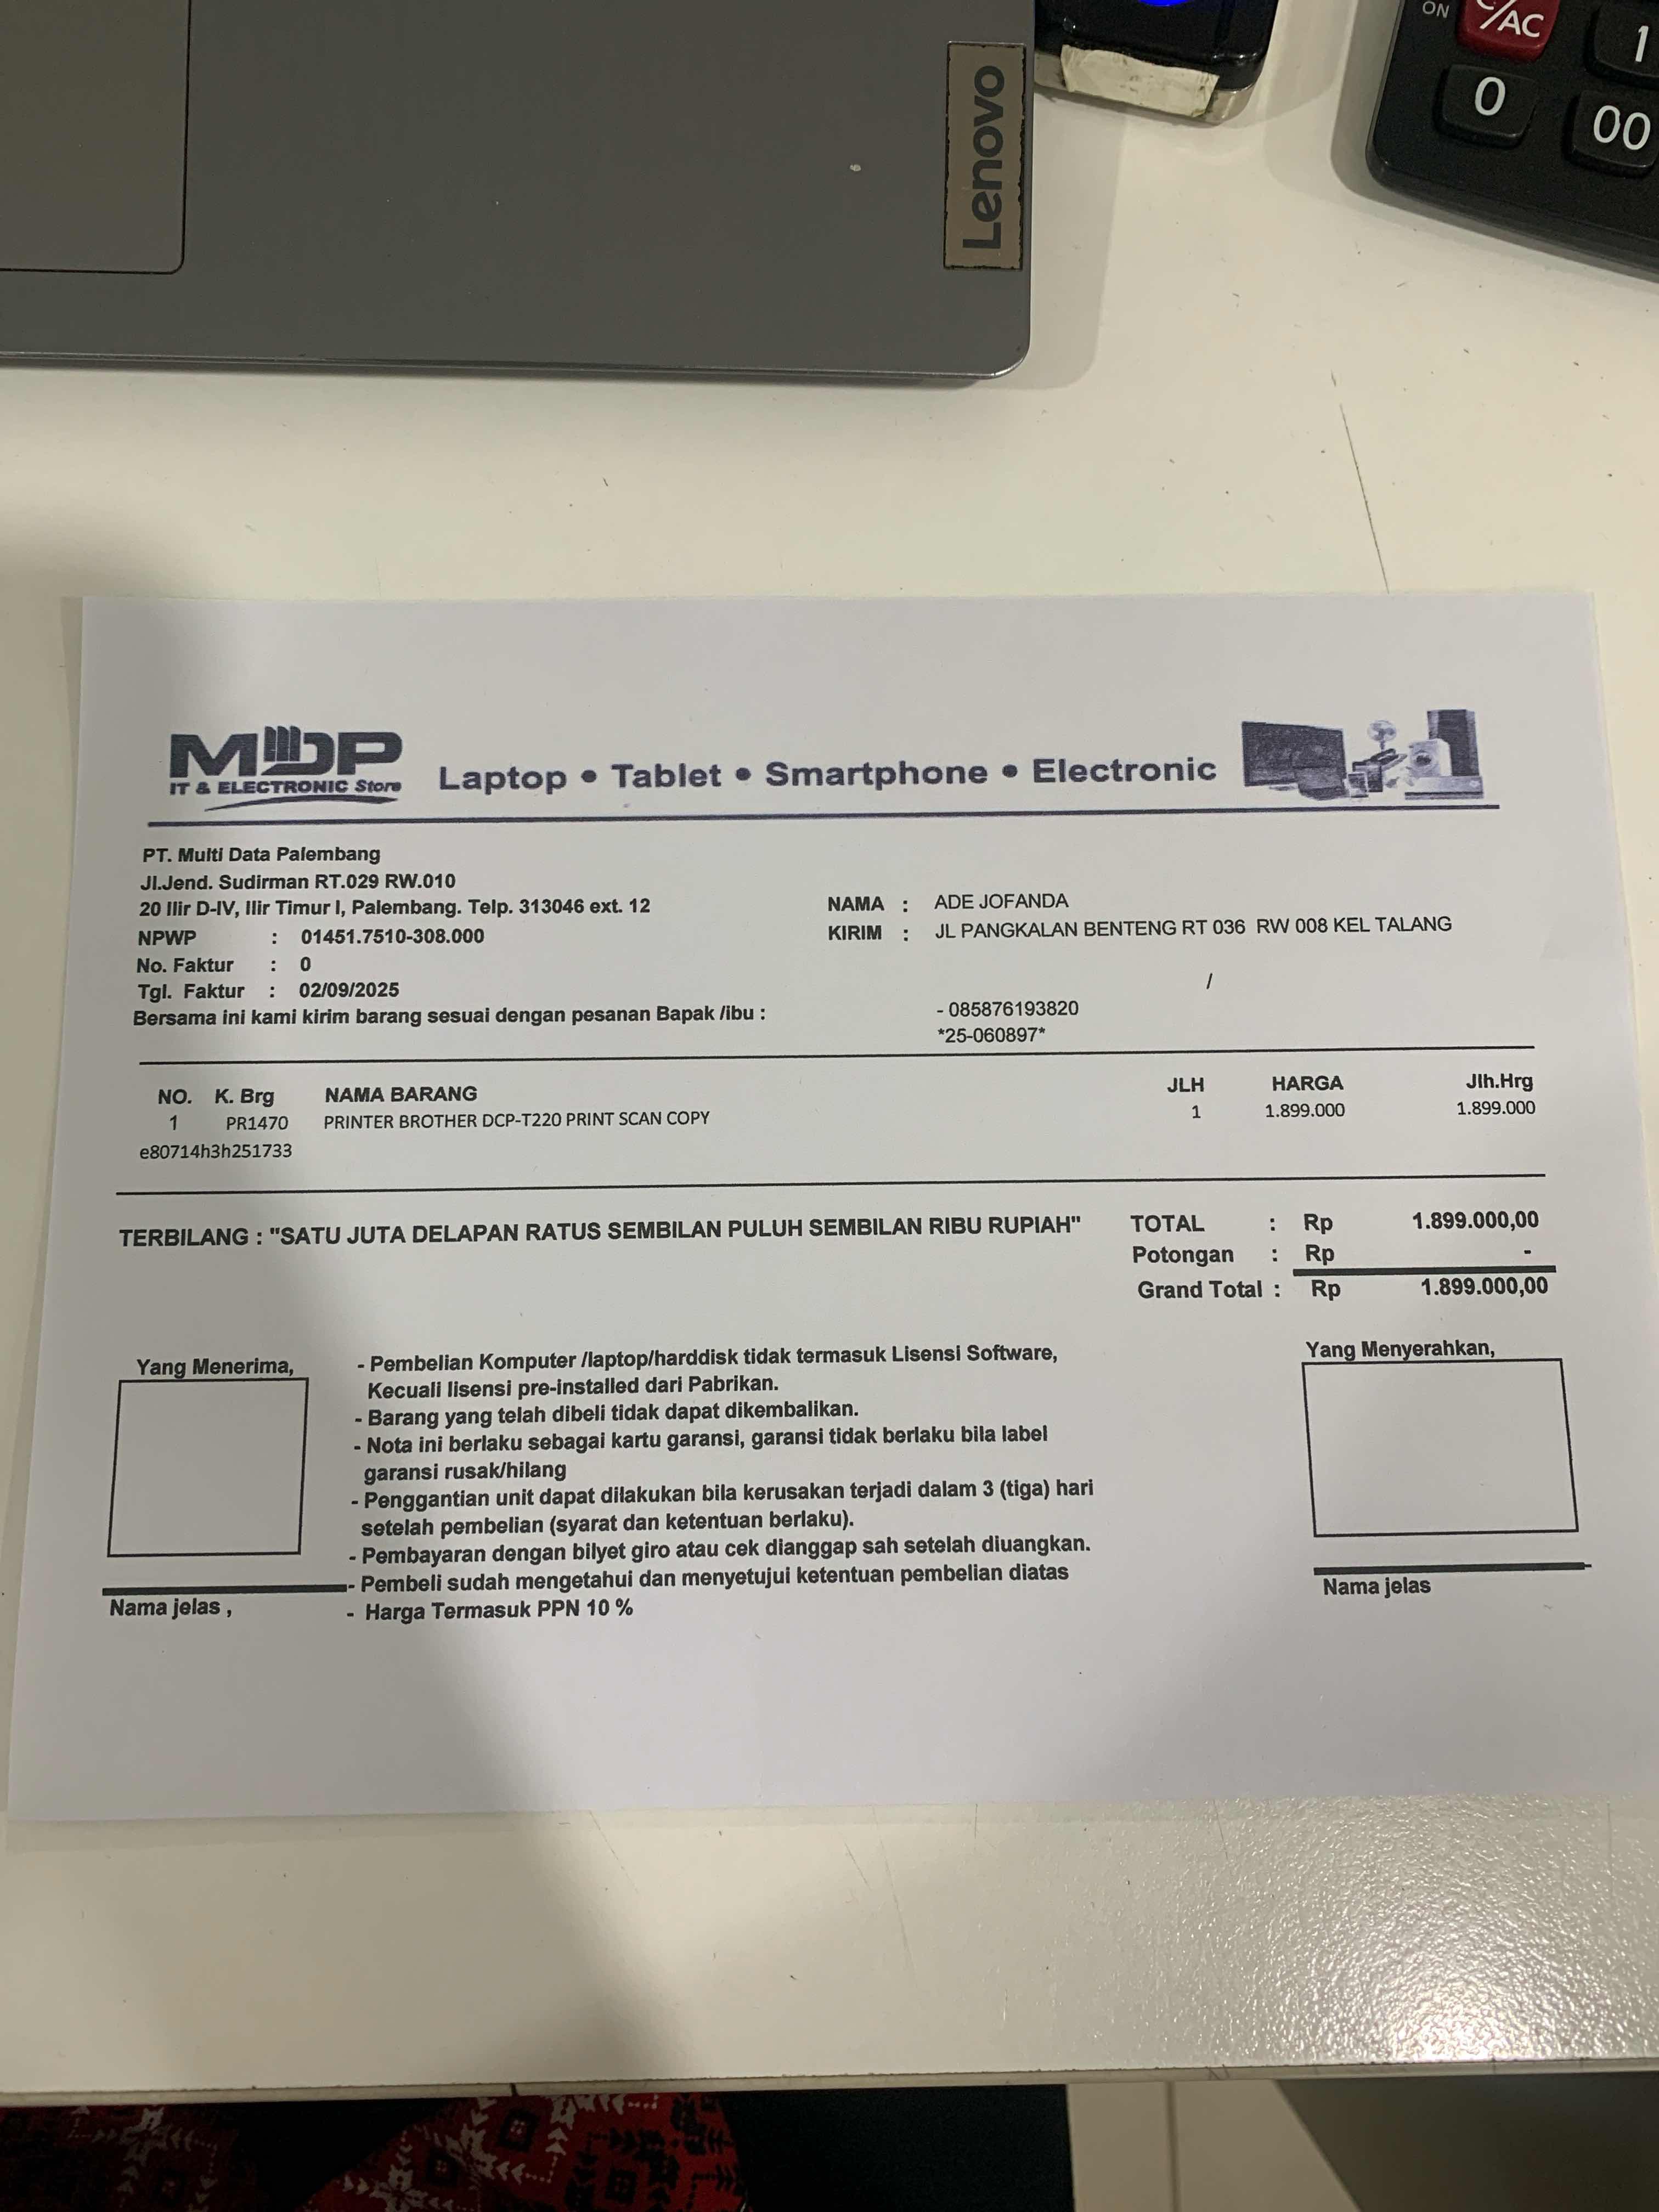 Lenovo
ON
C/AC
1
0
00
MDP
IT & ELECTRONIC Store
Laptop • Tablet • Smartphone • Electronic
PT. Multi Data Palembang
Jl.Jend. Sudirman RT.029 RW.010
20 Ilir D-IV, Ilir Timur I, Palembang. Telp. 313046 ext. 12
NPWP : 01451.7510-308.000
No. Faktur : 0
Tgl. Faktur : 02/09/2025
Bersama ini kami kirim barang sesuai dengan pesanan Bapak /ibu :
NAMA : ADE JOFANDA
KIRIM : JL PANGKALAN BENTENG RT 036 RW 008 KEL TALANG
/
- 085876193820
*25-060897*
NO. K. Brg NAMA BARANG JLH HARGA Jlh.Hrg
1 PR1470 PRINTER BROTHER DCP-T220 PRINT SCAN COPY 1 1.899.000 1.899.000
e80714h3h251733
TERBILANG : "SATU JUTA DELAPAN RATUS SEMBILAN PULUH SEMBILAN RIBU RUPIAH"
TOTAL : Rp 1.899.000,00
Potongan : Rp -
Grand Total : Rp 1.899.000,00
Yang Menerima,
Nama jelas ,
- Pembelian Komputer /laptop/harddisk tidak termasuk Lisensi Software,
Kecuali lisensi pre-installed dari Pabrikan.
- Barang yang telah dibeli tidak dapat dikembalikan.
- Nota ini berlaku sebagai kartu garansi, garansi tidak berlaku bila label
garansi rusak/hilang
- Penggantian unit dapat dilakukan bila kerusakan terjadi dalam 3 (tiga) hari
setelah pembelian (syarat dan ketentuan berlaku).
- Pembayaran dengan bilyet giro atau cek dianggap sah setelah diuangkan.
- Pembeli sudah mengetahui dan menyetujui ketentuan pembelian diatas
- Harga Termasuk PPN 10 %
Yang Menyerahkan,
Nama jelas